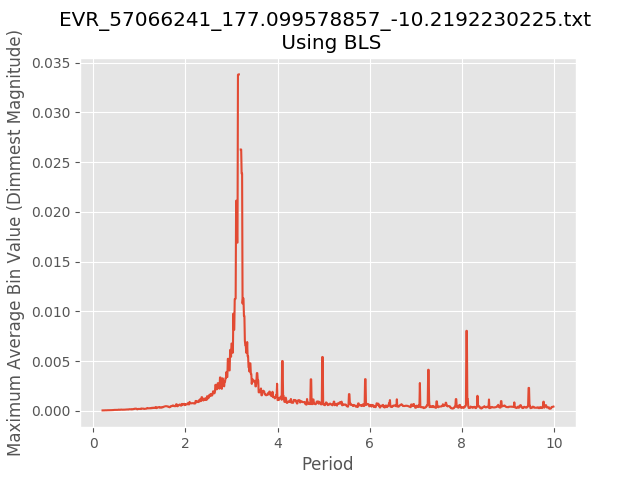 EVR_57066241_177.099578857_-10.2192230225.txt
Using BLS
Maximum Average Bin Value (Dimmest Magnitude)
0.035
0.030
0.025
0.020
0.015
0.010
0.005
0.000
0 2 4 6 8 10
Period